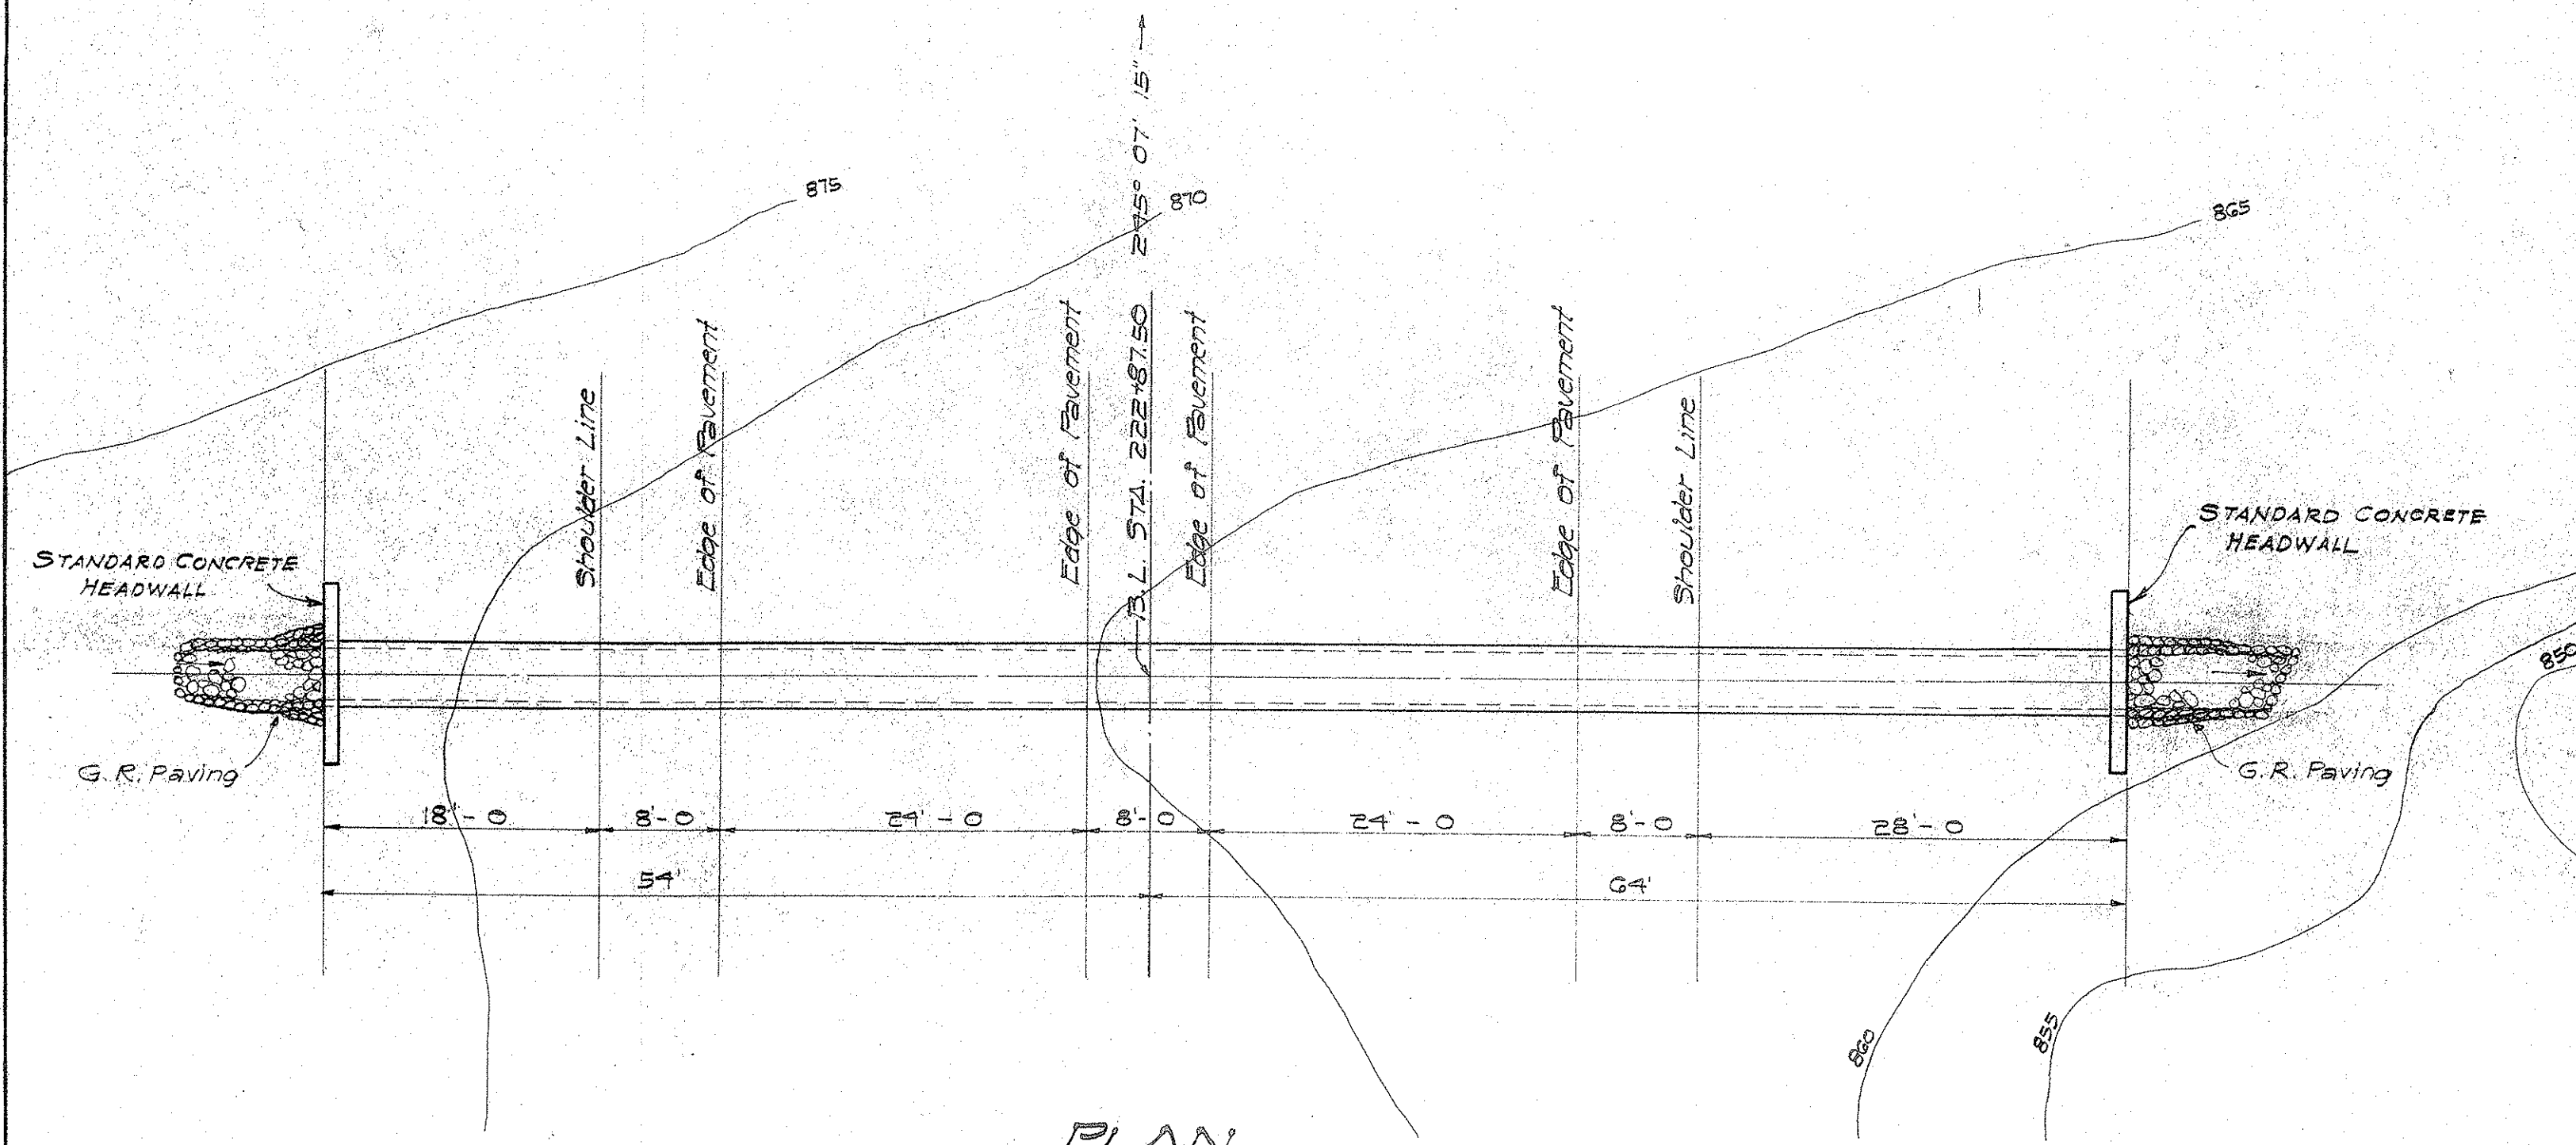 245° 07' 15"
875
870
865
B.L. STA. 222+87.50
Shoulder Line
Edge of Pavement
Edge of Pavement
Edge of Pavement
Edge of Pavement
Shoulder Line
STANDARD CONCRETE
HEADWALL
STANDARD CONCRETE
HEADWALL
850
G.R. Paving
G.R. Paving
18'-0
8'-0
24'-0
8'-0
24'-0
8'-0
28'-0
54'
64'
860
855
PLAN